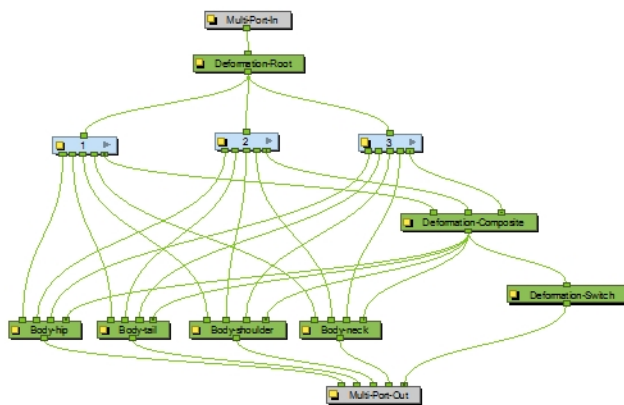 Multi-Port-In
Deformation-Root
1
2
3
Deformation-Composite
Deformation-Switch
Body-hip
Body-tail
Body-shoulder
Body-neck
Multi-Port-Out